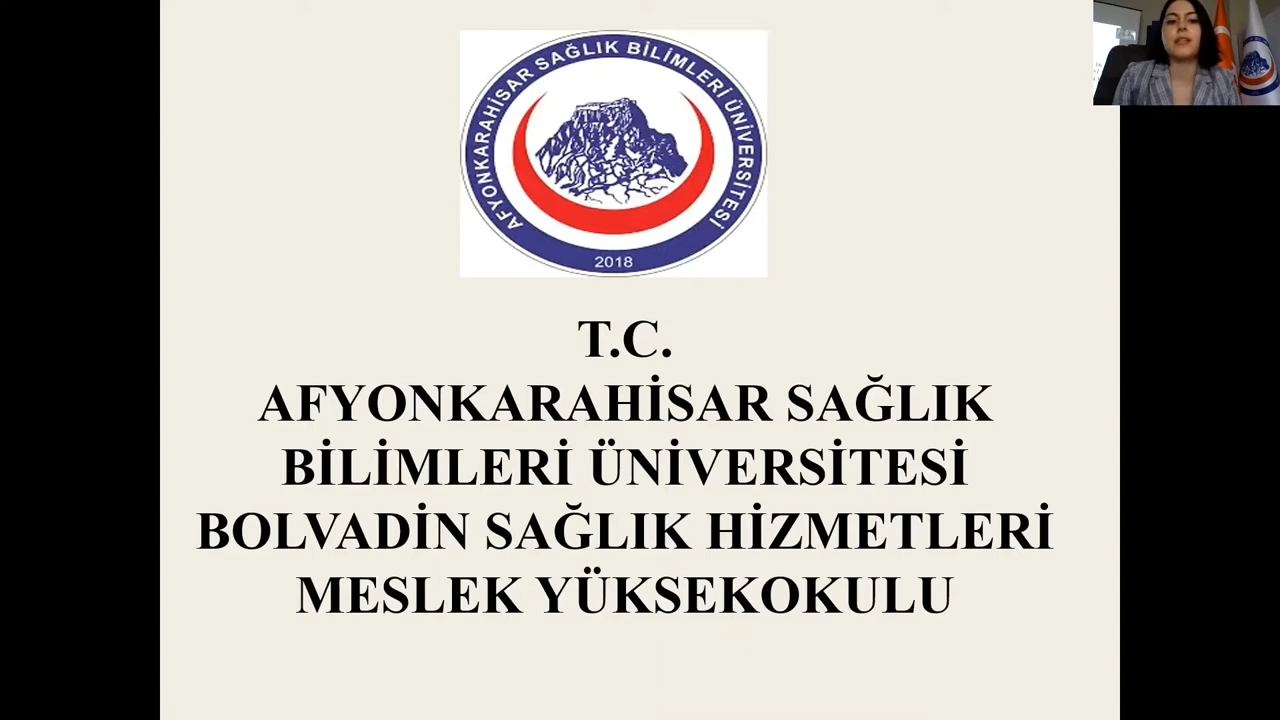 AFYONKARAHİSAR SAĞLIK BİLİMLERİ ÜNİVERSİTESİ
2018
T.C.
AFYONKARAHİSAR SAĞLIK
BİLİMLERİ ÜNİVERSİTESİ
BOLVADİN SAĞLIK HİZMETLERİ
MESLEK YÜKSEKOKULU